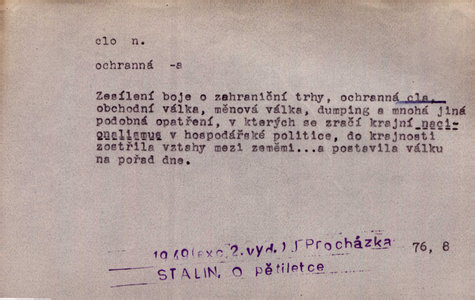 clo n.
ochranná -a
Zesílení boje o zahraniční trhy, ochranná cla,
obchodní válka, měnová válka, dumping a mnohá jiná
podobná opatření, v kterých se zračí krajní naci-
onalismus v hospodářské politice, do krajnosti
zostřila vztahy mezi zeměmi...a postavila válku
na pořad dne.
1949(exc.2.vyd.) J Procházka 76, 8
STALIN, O pětiletce